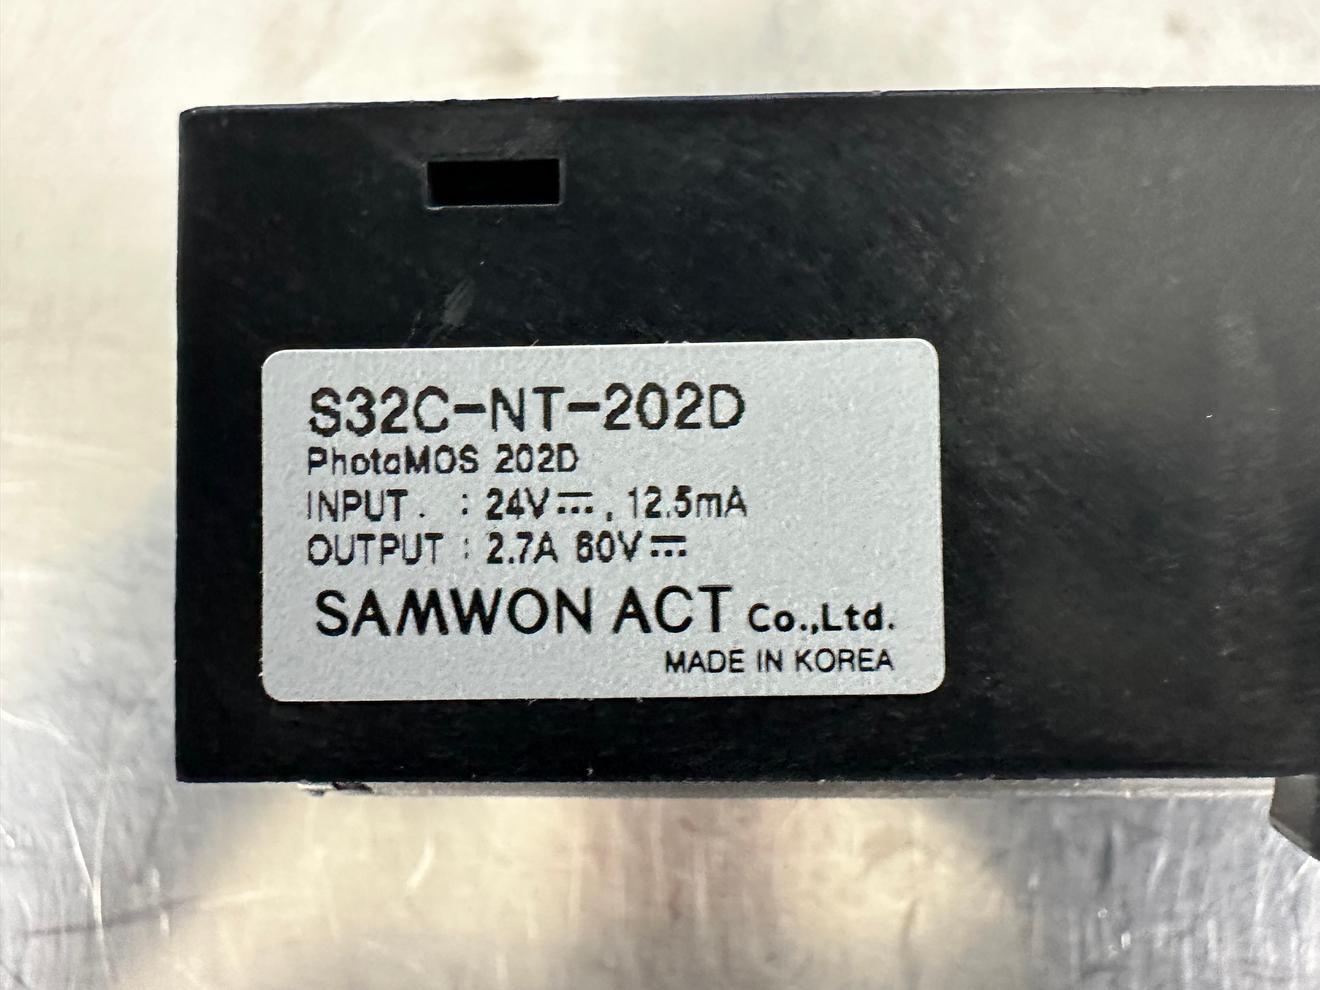 S32C-NT-202D
PhotoMOS 202D
INPUT . : 24V⎓, 12.5mA
OUTPUT : 2.7A 60V⎓
SAMWON ACT Co.,Ltd.
MADE IN KOREA